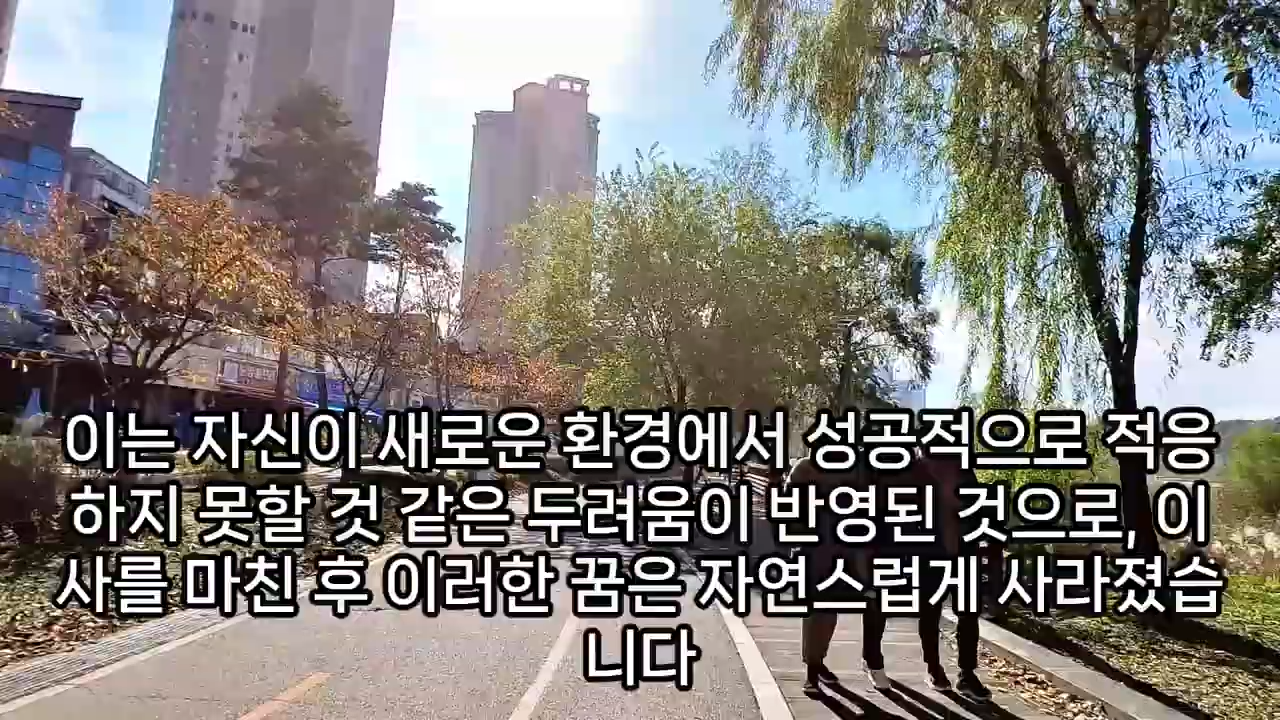 이는 자신이 새로운 환경에서 성공적으로 적응
하지 못할 것 같은 두려움이 반영된 것으로, 이
사를 마친 후 이러한 꿈은 자연스럽게 사라졌습
니다